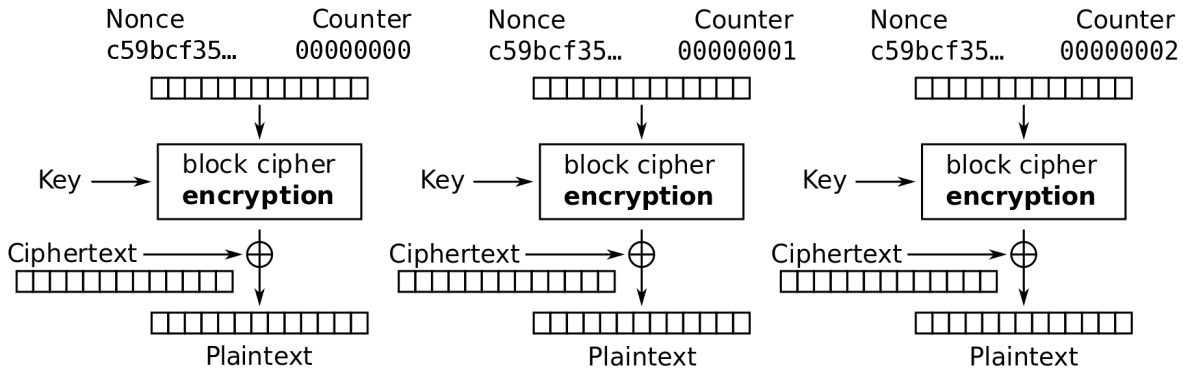 Nonce Counter Nonce Counter Nonce Counter
c59bcf35… 00000000 c59bcf35… 00000001 c59bcf35… 00000002
block cipher block cipher block cipher
Key Key Key
encryption encryption encryption
Ciphertext Ciphertext Ciphertext
Plaintext Plaintext Plaintext